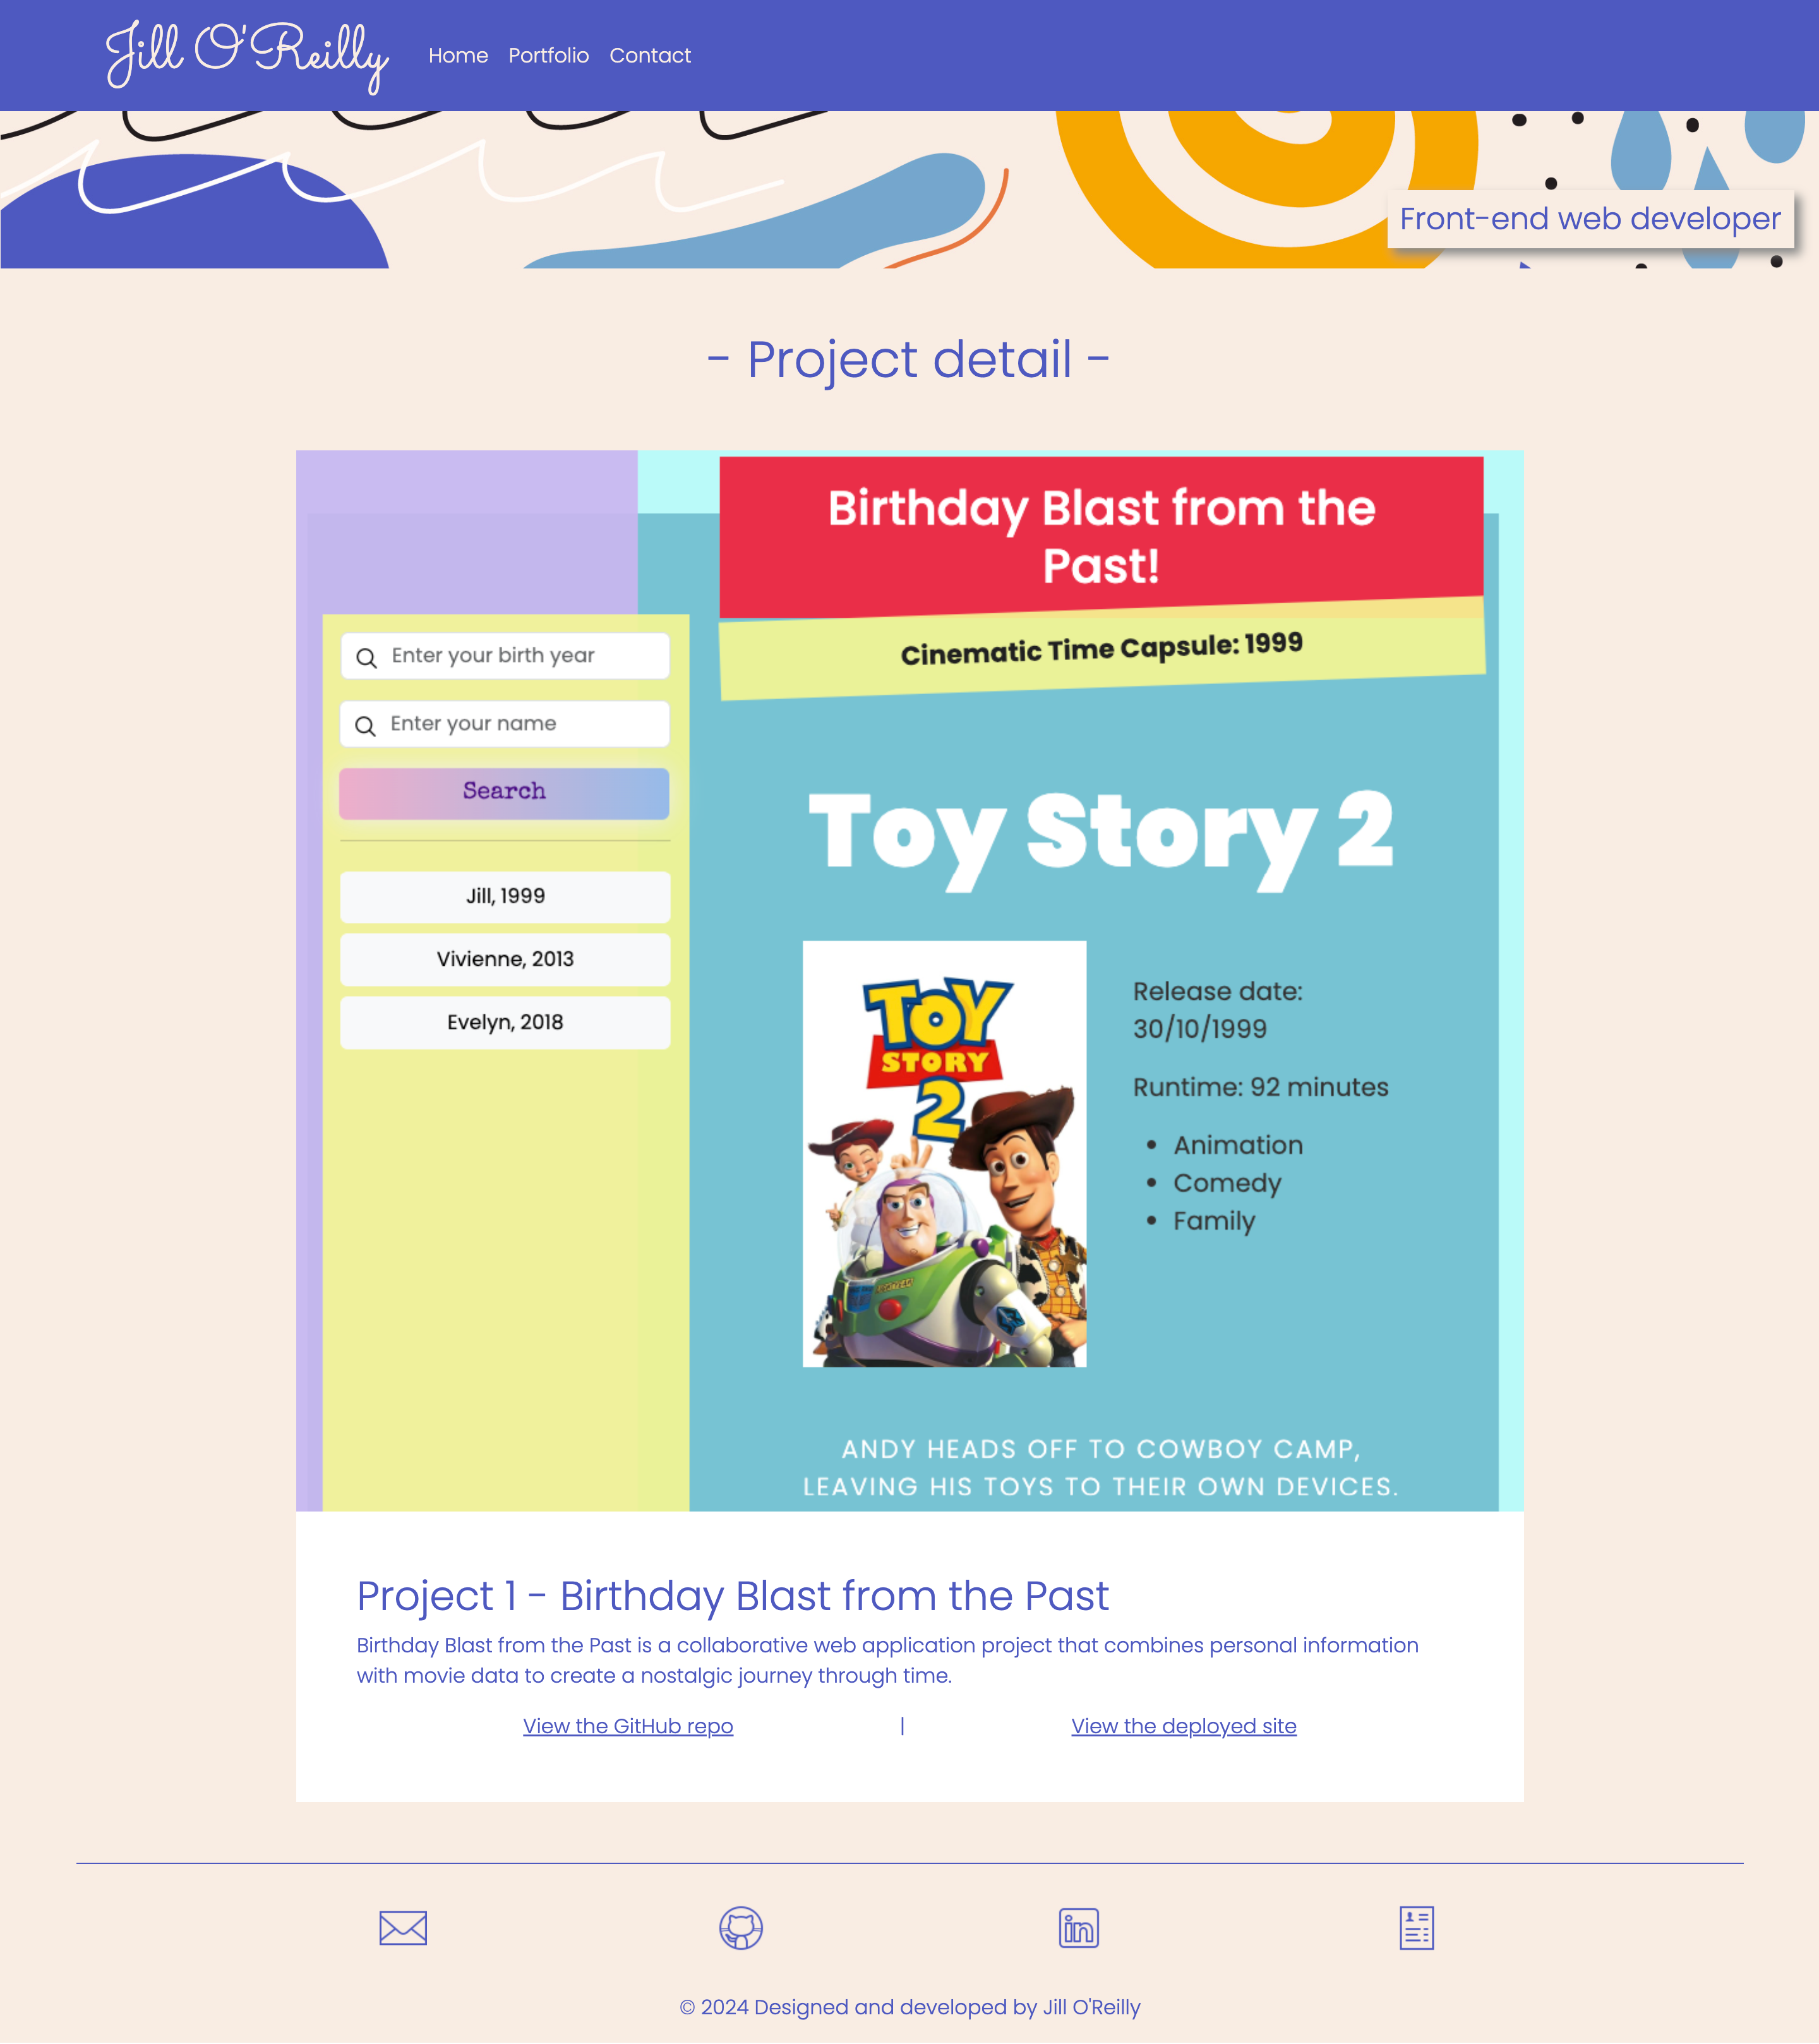 Jill O'Reilly
Home Portfolio Contact
Front-end web developer
- Project detail -
Birthday Blast from the
Past!
Cinematic Time Capsule: 1999
Enter your birth year
Enter your name
Search
Jill, 1999
Vivienne, 2013
Evelyn, 2018
Toy Story 2
TOY
STORY
2
Release date:
30/10/1999
Runtime: 92 minutes
• Animation
• Comedy
• Family
ANDY HEADS OFF TO COWBOY CAMP,
LEAVING HIS TOYS TO THEIR OWN DEVICES.
Project 1 - Birthday Blast from the Past
Birthday Blast from the Past is a collaborative web application project that combines personal information
with movie data to create a nostalgic journey through time.
View the GitHub repo | View the deployed site
in
© 2024 Designed and developed by Jill O'Reilly